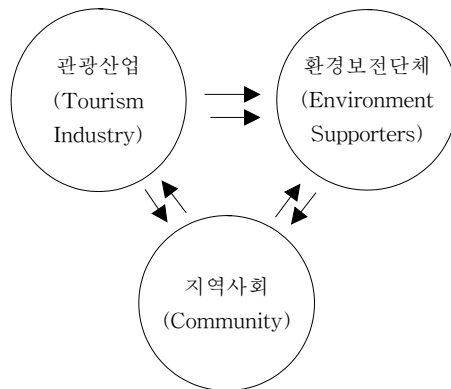 관광산업
(Tourism
Industry)
환경보전단체
(Environment
Supporters)
지역사회
(Community)